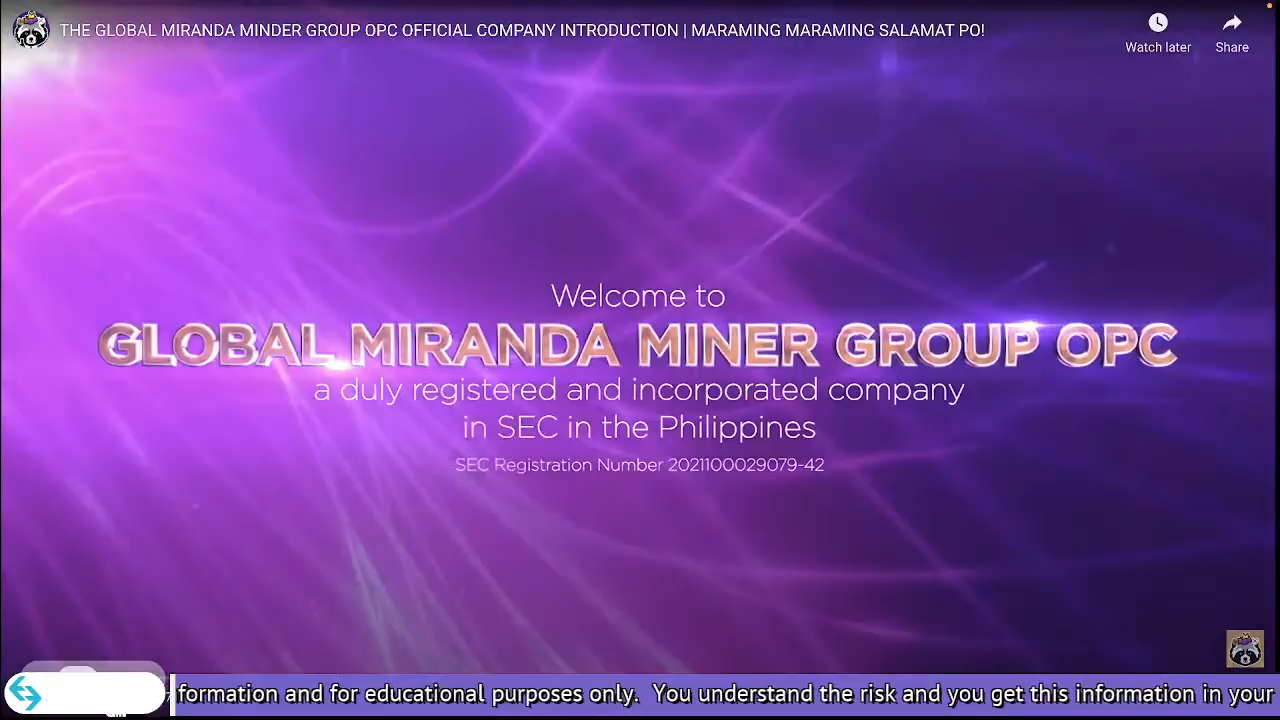 THE GLOBAL MIRANDA MINDER GROUP OPC OFFICIAL COMPANY INTRODUCTION | MARAMING MARAMING SALAMAT PO!
Watch later
Share
Welcome to
GLOBAL MIRANDA MINER GROUP OPC
a duly registered and incorporated company
in SEC in the Philippines
SEC Registration Number 2021100029079-42
formation and for educational purposes only. You understand the risk and you get this information in your